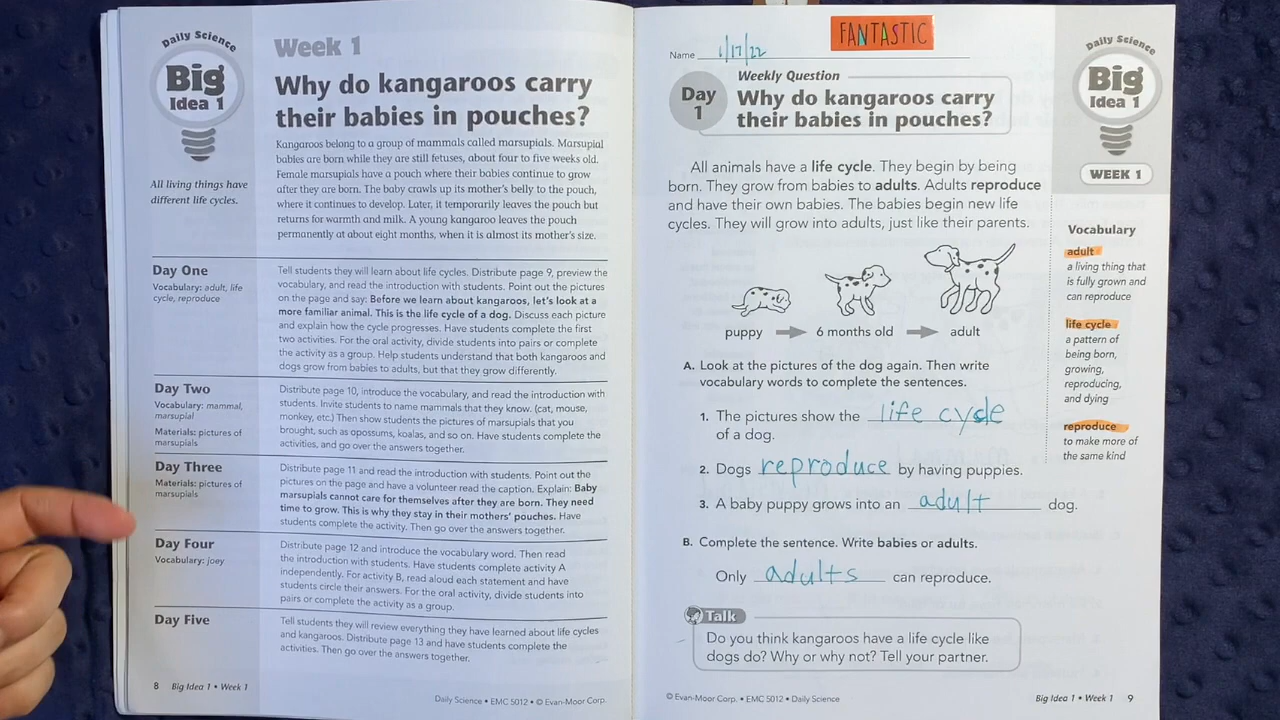 Daily Science
Big
Idea 1
All living things have
different life cycles.
Week 1
Why do kangaroos carry
their babies in pouches?
Kangaroos belong to a group of mammals called marsupials. Marsupial
babies are born while they are still fetuses, about four to five weeks old.
Female marsupials have a pouch where their babies continue to grow
after they are born. The baby crawls up its mother's belly to the pouch,
where it continues to develop. Later, it temporarily leaves the pouch but
returns for warmth and milk. A young kangaroo leaves the pouch
permanently at about eight months, when it is almost its mother's size.
Day One
Vocabulary: adult, life
cycle, reproduce
Tell students they will learn about life cycles. Distribute page 9, preview the
vocabulary, and read the introduction with students. Point out the pictures
on the page and say: Before we learn about kangaroos, let's look at a
more familiar animal. This is the life cycle of a dog. Discuss each picture
and explain how the cycle progresses. Have students complete the first
two activities. For the oral activity, divide students into pairs or complete
the activity as a group. Help students understand that both kangaroos and
dogs grow from babies to adults, but that they grow differently.
Day Two
Vocabulary: mammal,
marsupial
Materials: pictures of
marsupials
Distribute page 10, introduce the vocabulary, and read the introduction with
students. Invite students to name mammals that they know. (cat, mouse,
monkey, etc.) Then show students the pictures of marsupials that you
brought, such as opossums, koalas, and so on. Have students complete the
activities, and go over the answers together.
Day Three
Materials: pictures of
marsupials
Distribute page 11 and read the introduction with students. Point out the
pictures on the page and have a volunteer read the caption. Explain: Baby
marsupials cannot care for themselves after they are born. They need
time to grow. This is why they stay in their mothers' pouches. Have
students complete the activity. Then go over the answers together.
Day Four
Vocabulary: joey
Distribute page 12 and introduce the vocabulary word. Then read
the introduction with students. Have students complete activity A
independently. For activity B, read aloud each statement and have
students circle their answers. For the oral activity, divide students into
pairs or complete the activity as a group.
Day Five
Tell students they will review everything they have learned about life cycles
and kangaroos. Distribute page 13 and have students complete the
activities. Then go over the answers together.
8 Big Idea 1 • Week 1
Daily Science • EMC 5012 • © Evan-Moor Corp.
FANTASTIC
Name 1/17/22
Day
1
Weekly Question
Why do kangaroos carry
their babies in pouches?
Daily Science
Big
Idea 1
WEEK 1
All animals have a life cycle. They begin by being
born. They grow from babies to adults. Adults reproduce
and have their own babies. The babies begin new life
cycles. They will grow into adults, just like their parents.
puppy 6 months old adult
A. Look at the pictures of the dog again. Then write
vocabulary words to complete the sentences.
1. The pictures show the life cycle
of a dog.
2. Dogs reproduce by having puppies.
3. A baby puppy grows into an adult dog.
B. Complete the sentence. Write babies or adults.
Only adults can reproduce.
Talk
Do you think kangaroos have a life cycle like
dogs do? Why or why not? Tell your partner.
Vocabulary
adult
a living thing that
is fully grown and
can reproduce
life cycle
a pattern of
being born,
growing,
reproducing,
and dying
reproduce
to make more of
the same kind
© Evan-Moor Corp. • EMC 5012 • Daily Science
Big Idea 1 • Week 1 9